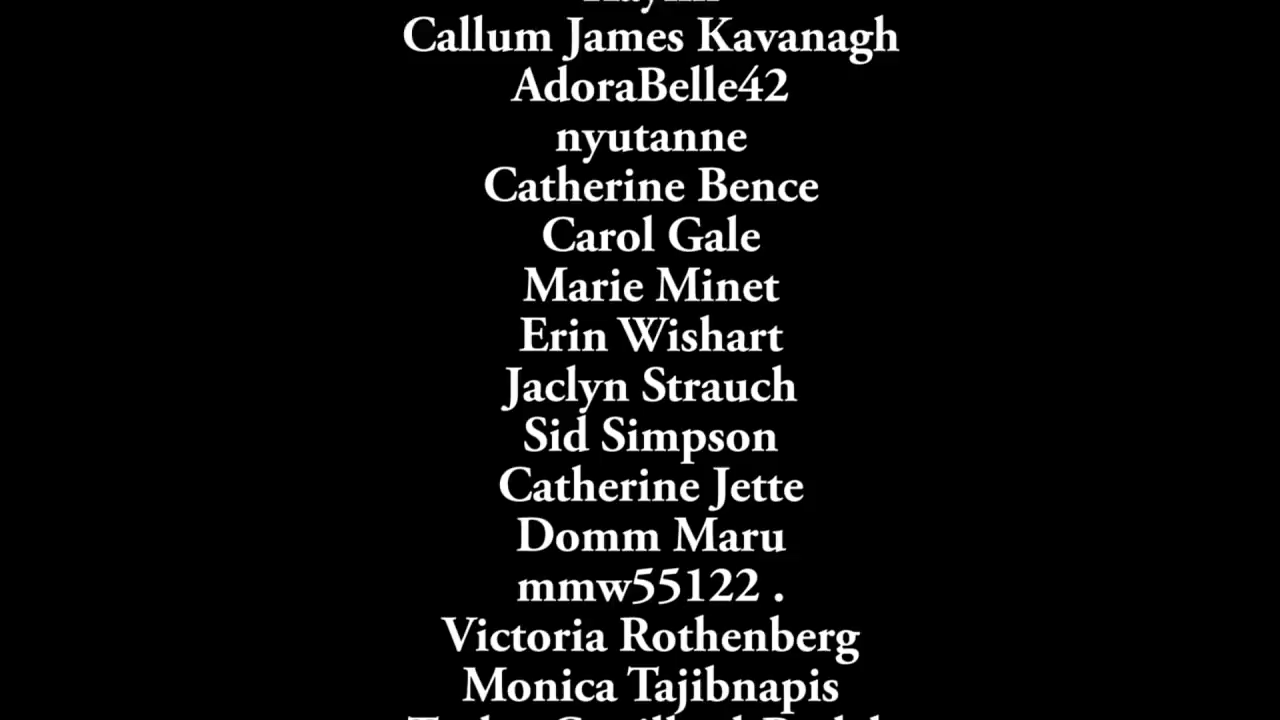 Callum James Kavanagh
AdoraBelle42
nyutanne
Catherine Bence
Carol Gale
Marie Minet
Erin Wishart
Jaclyn Strauch
Sid Simpson
Catherine Jette
Domm Maru
mmw55122 .
Victoria Rothenberg
Monica Tajibnapis